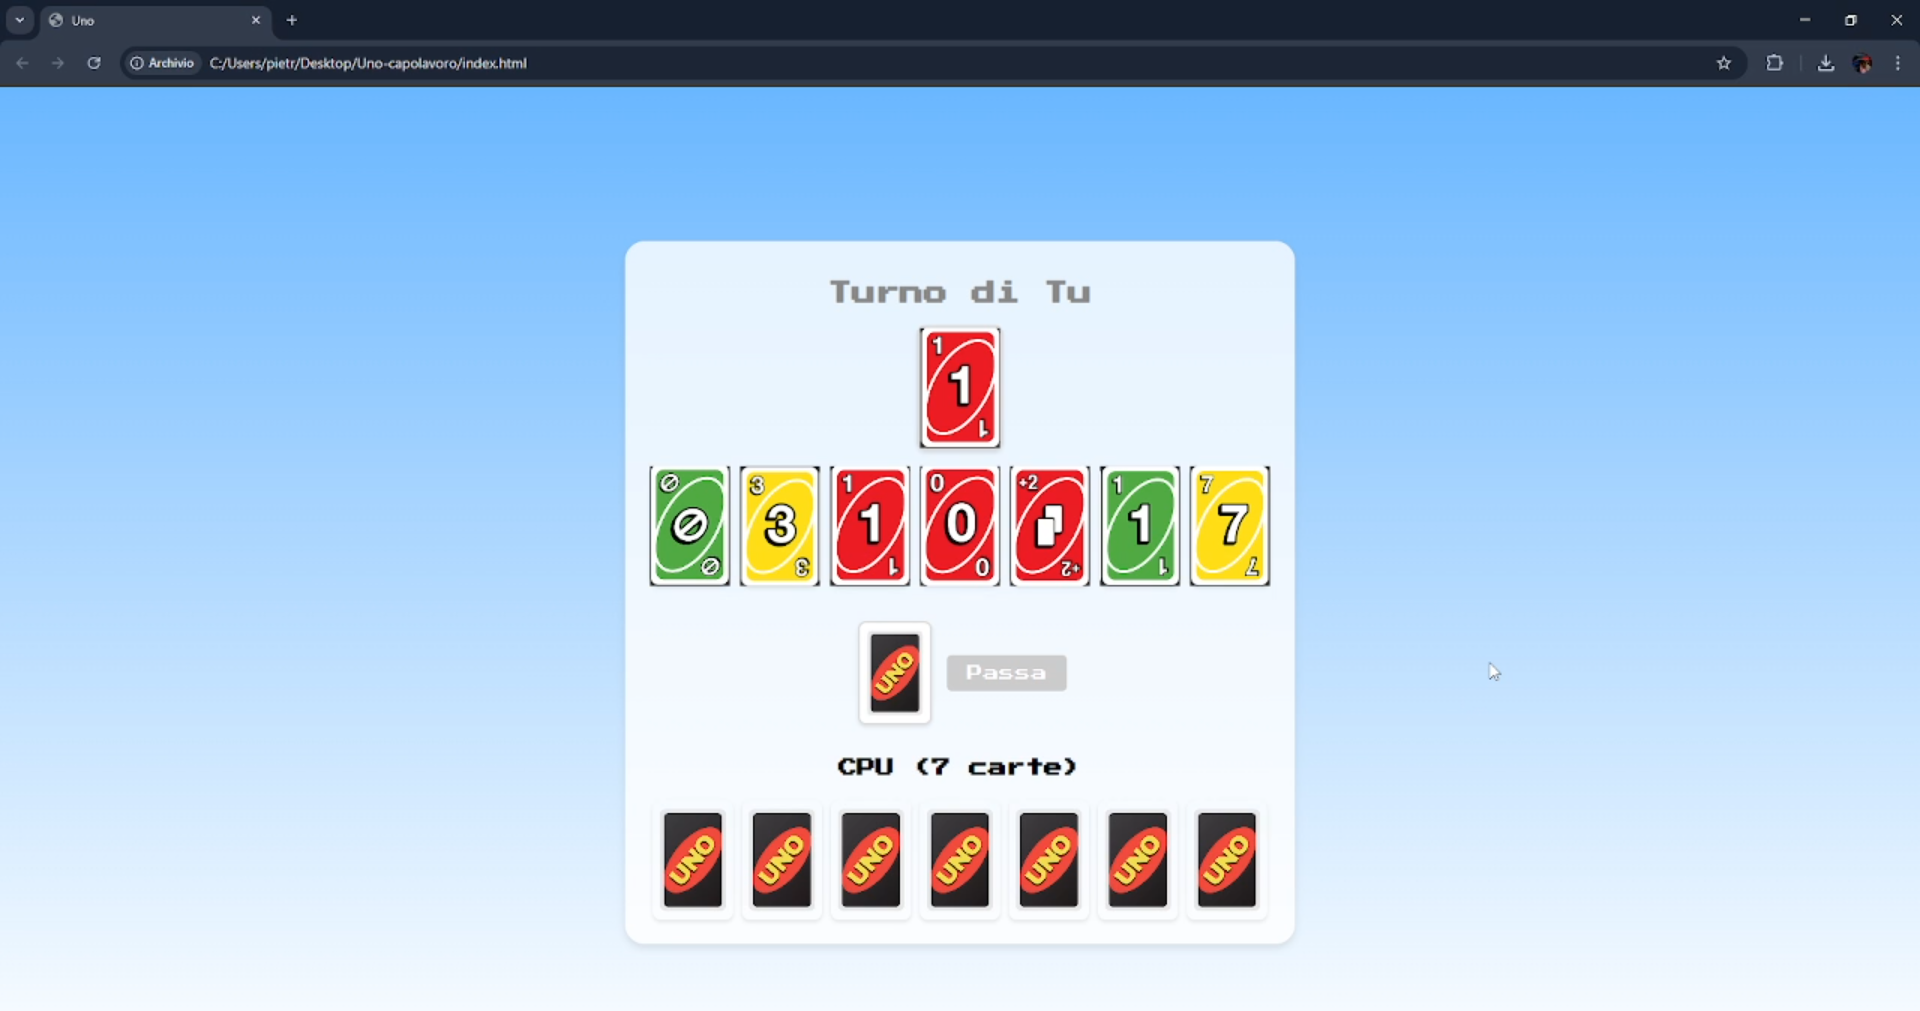 Uno
Archivio C:/Users/pietr/Desktop/Uno-capolavoro/index.html
Turno di Tu
1
1
1
3 1 0 +2 1 7
3 1 0 1 7
3 1 0 +2 1 7
UNO Passa
CPU (7 carte)
UNO UNO UNO UNO UNO UNO UNO